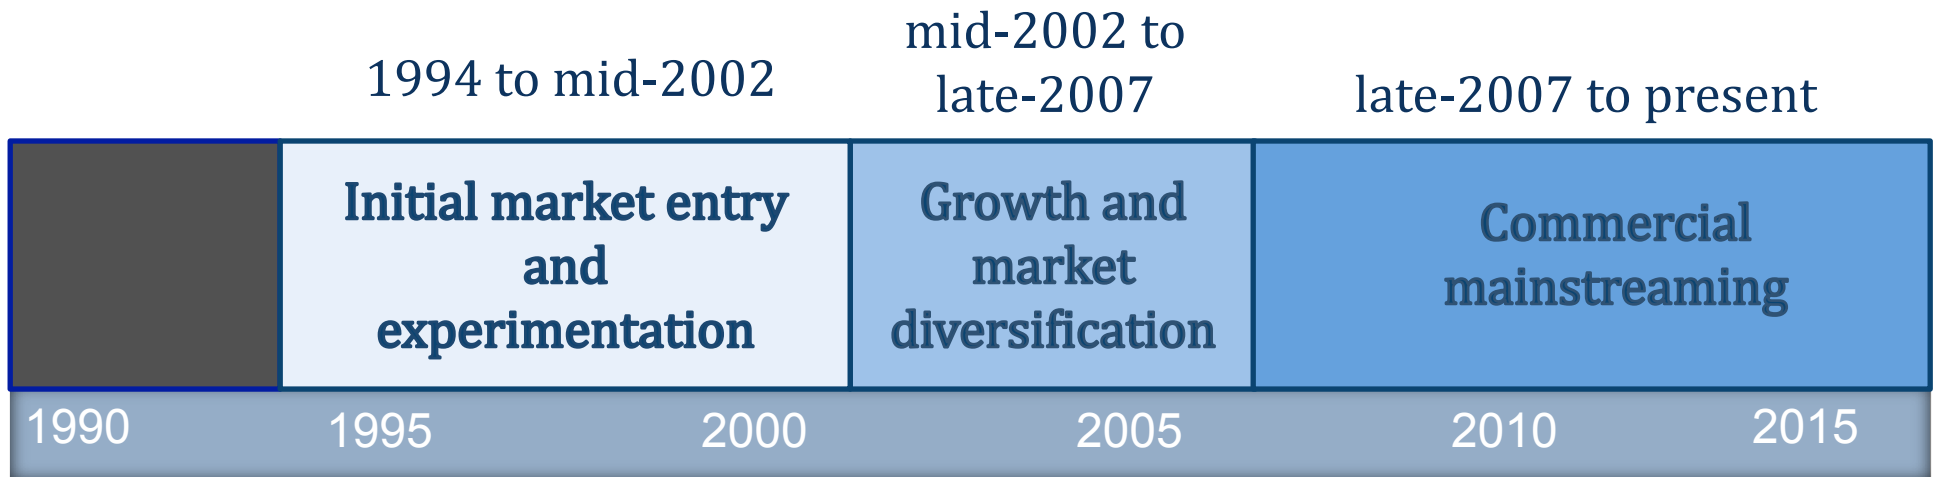 1994 to mid-2002
mid-2002 to
late-2007
late-2007 to present
Initial market entry
and
experimentation
Growth and
market
diversification
Commercial
mainstreaming
1990
1995
2000
2005
2010
2015